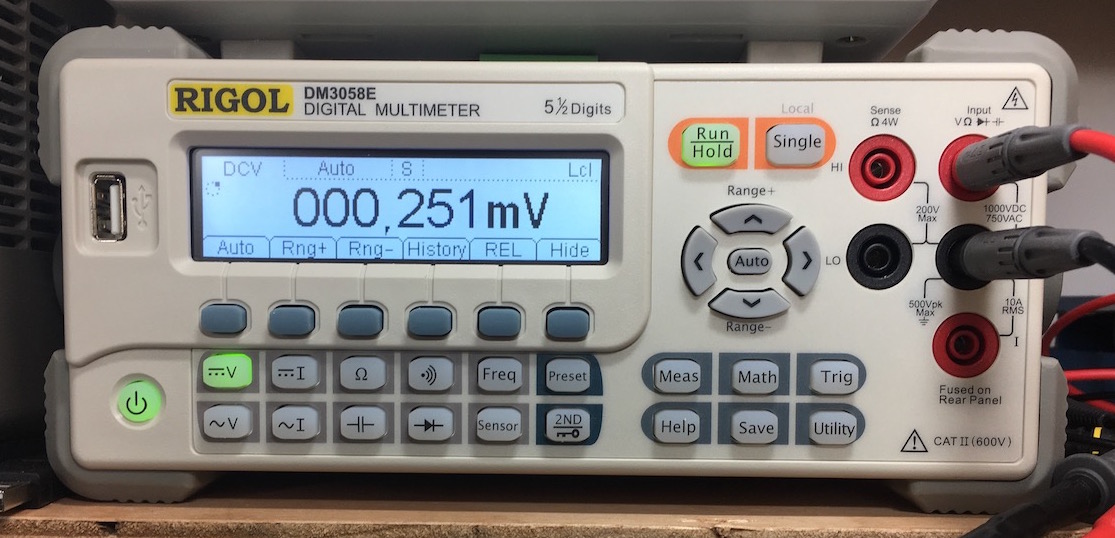 RIGOL DM3058E
DIGITAL MULTIMETER
5½ Digits
DCV Auto S Lcl
000,251mV
Auto Rng+ Rng- History REL Hide
V I Ω Freq Preset
V I Sensor 2ND
Local
Run
Hold
Single
Range+
Auto
Range-
Meas Math Trig
Help Save Utility
Sense
Ω 4W
Input
VΩ
HI
200V
Max
1000VDC
750VAC
LO
500Vpk
Max
10A
RMS
I
Fused on
Rear Panel
CAT II (600V)